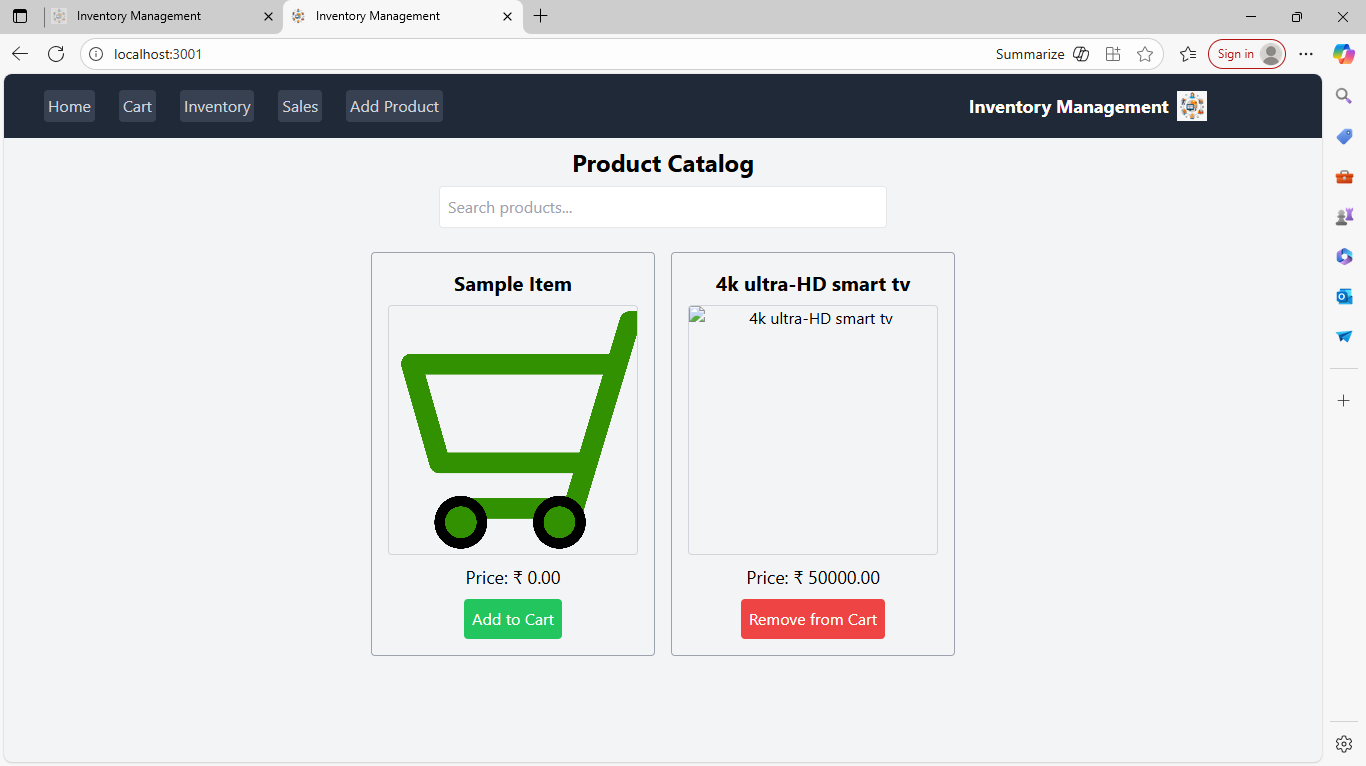 Inventory Management
Inventory Management
localhost:3001
Summarize
Sign in
Home Cart Inventory Sales Add Product
Inventory Management
Product Catalog
Search products...
Sample Item
Price: ₹ 0.00
Add to Cart
4k ultra-HD smart tv
4k ultra-HD smart tv
Price: ₹ 50000.00
Remove from Cart